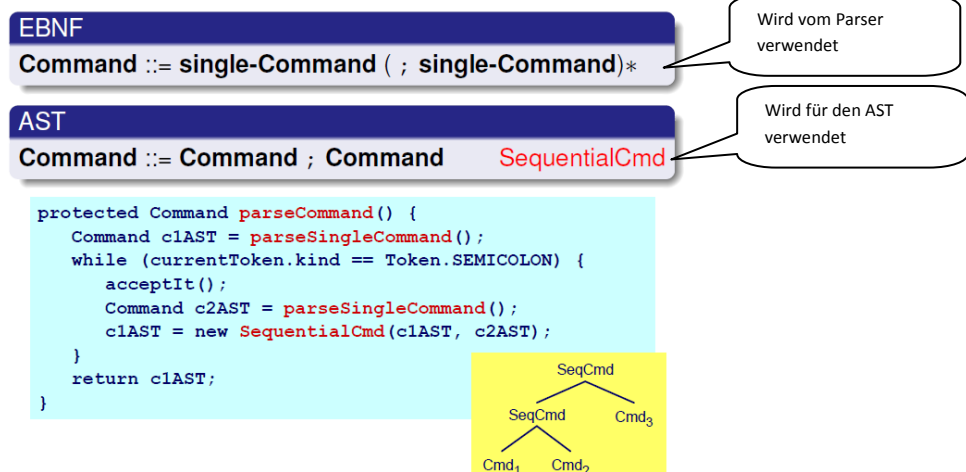 EBNF
Command ::= single-Command ( ; single-Command)*
Wird vom Parser
verwendet
AST
Command ::= Command ; Command SequentialCmd
Wird für den AST
verwendet
protected Command parseCommand() {
Command c1AST = parseSingleCommand();
while (currentToken.kind == Token.SEMICOLON) {
acceptIt();
Command c2AST = parseSingleCommand();
c1AST = new SequentialCmd(c1AST, c2AST);
}
return c1AST;
}
SeqCmd
SeqCmd Cmd3
Cmd1 Cmd2